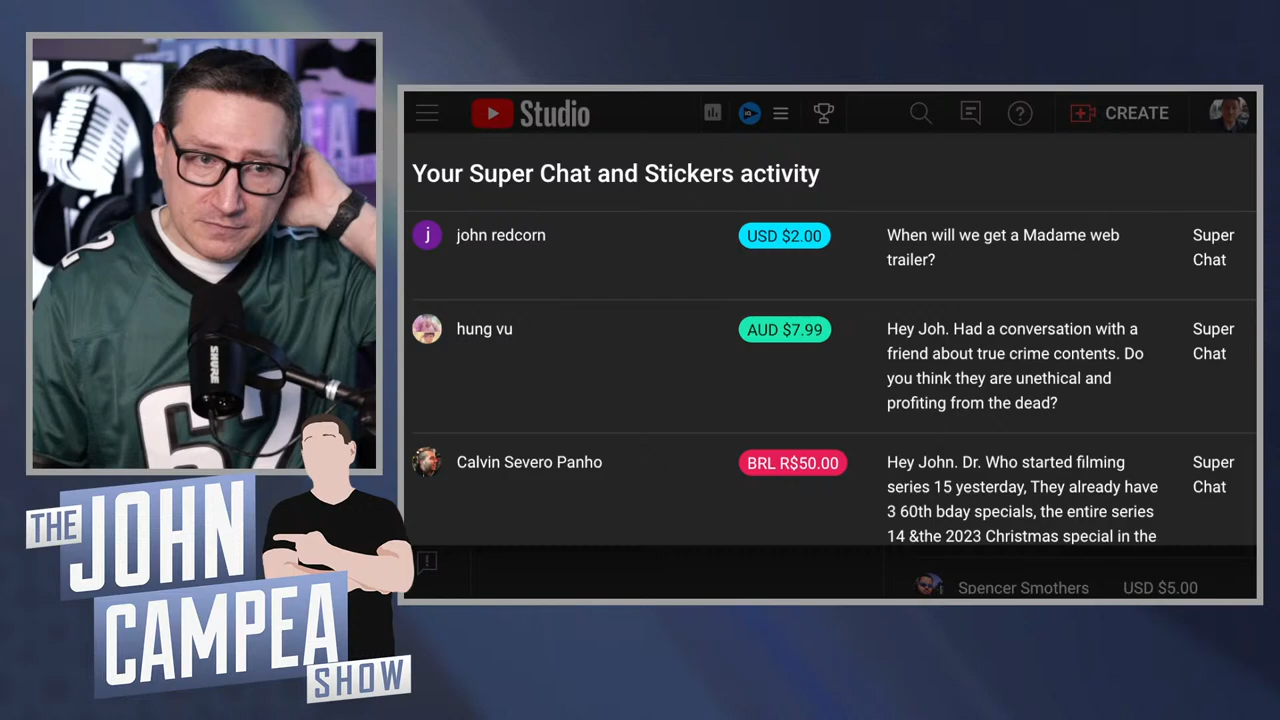 Studio
CREATE
Your Super Chat and Stickers activity
j
john redcorn
USD $2.00
When will we get a Madame web
trailer?
Super
Chat
hung vu
AUD $7.99
Hey Joh. Had a conversation with a
friend about true crime contents. Do
you think they are unethical and
profiting from the dead?
Super
Chat
Calvin Severo Panho
BRL R$50.00
Hey John. Dr. Who started filming
series 15 yesterday, They already have
3 60th bday specials, the entire series
14 &the 2023 Christmas special in the
Super
Chat
Spencer Smothers
USD $5.00
SHURE
62
THE
JOHN
CAMPEA
SHOW